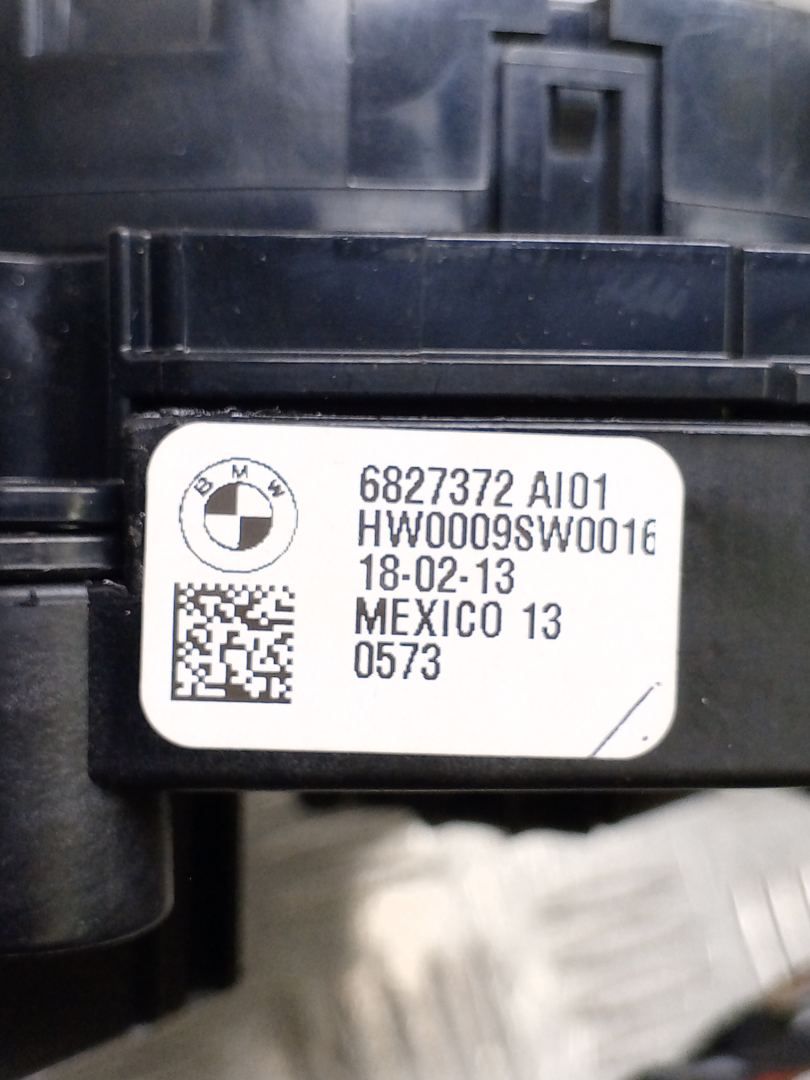 BMW
6827372 AI01
HW0009SW0016
18-02-13
MEXICO 13
0573